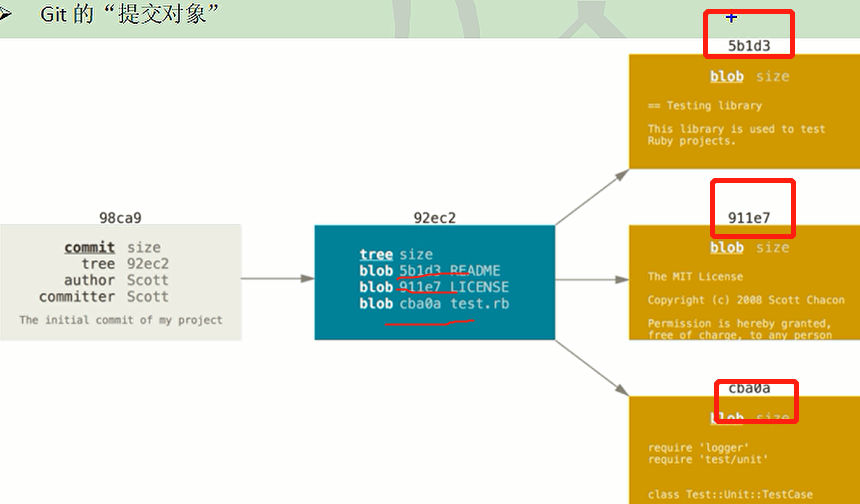 ➢ Git 的“提交对象”
98ca9
commit size
tree 92ec2
author Scott
committer Scott
The initial commit of my project
92ec2
tree size
blob 5b1d3 README
blob 911e7 LICENSE
blob cba0a test.rb
5b1d3
blob size
== Testing library
This library is used to test
Ruby projects.
911e7
blob size
The MIT License
Copyright (c) 2008 Scott Chacon
Permission is hereby granted,
free of charge, to any person
cba0a
blob size
require 'logger'
require 'test/unit'
class Test::Unit::TestCase